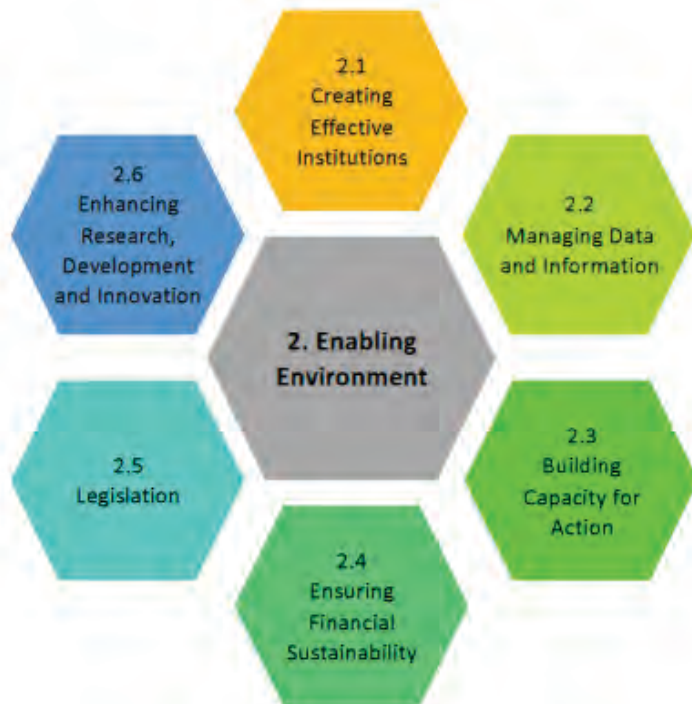 2.1
Creating
Effective
Institutions
2.2
Managing Data
and Information
2.3
Building
Capacity for
Action
2.4
Ensuring
Financial
Sustainability
2.5
Legislation
2.6
Enhancing
Research,
Development
and Innovation
2. Enabling
Environment